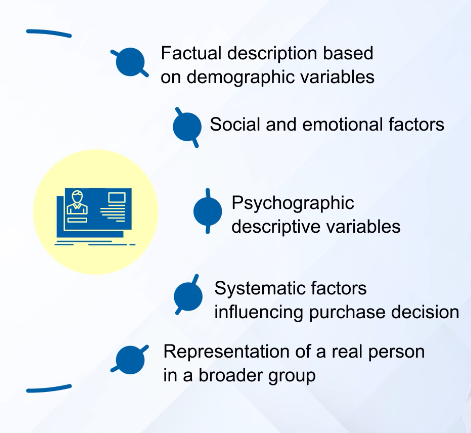 Factual description based
on demographic variables
Social and emotional factors
Psychographic
descriptive variables
Systematic factors
influencing purchase decision
Representation of a real person
in a broader group